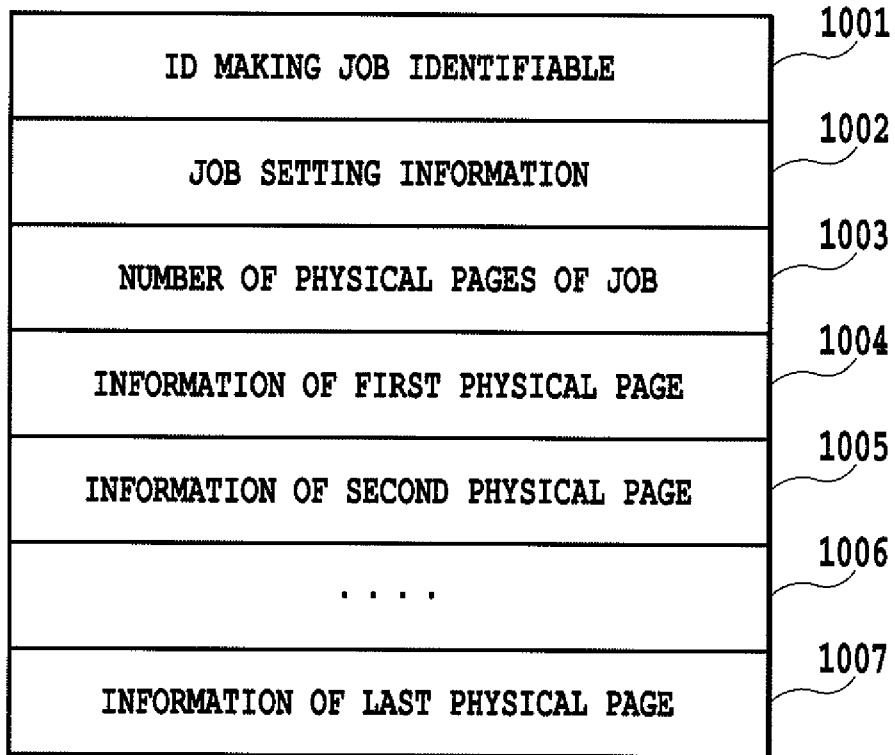 1001
ID MAKING JOB IDENTIFIABLE
1002
JOB SETTING INFORMATION
1003
NUMBER OF PHYSICAL PAGES OF JOB
1004
INFORMATION OF FIRST PHYSICAL PAGE
1005
INFORMATION OF SECOND PHYSICAL PAGE
1006
. . . .
1007
INFORMATION OF LAST PHYSICAL PAGE